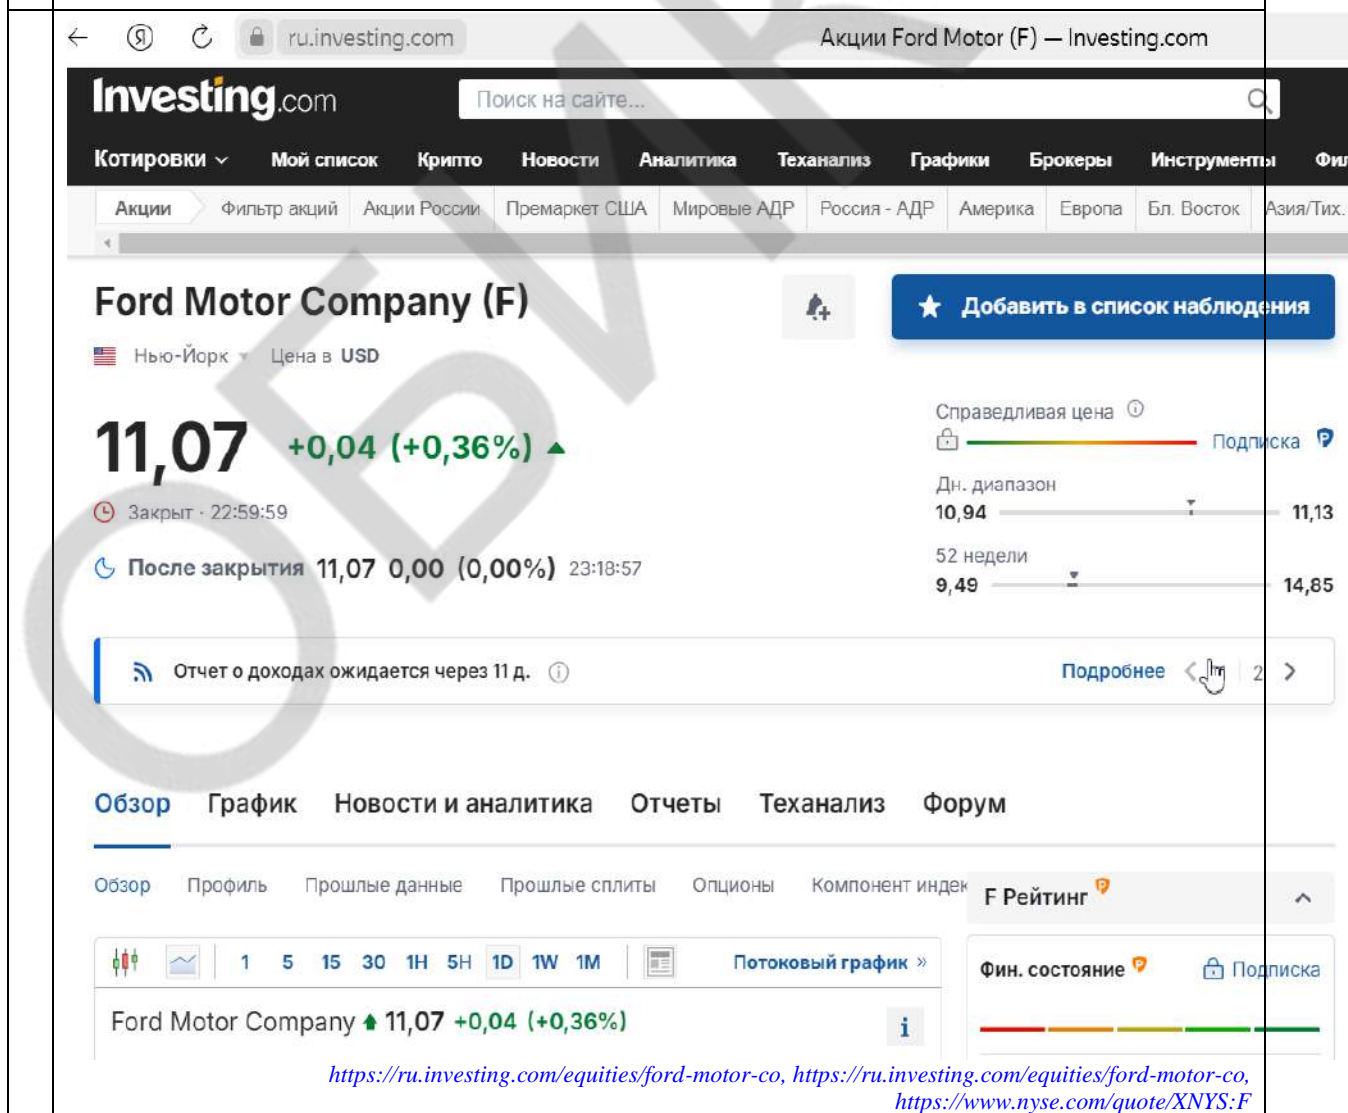 ru.investing.com Акции Ford Motor (F) — Investing.com
Investing.com Поиск на сайте...
Котировки Мой список Крипто Новости Аналитика Теханализ Графики Брокеры Инструменты
Акции Фильтр акций Акции России Премаркет США Мировые АДР Россия - АДР Америка Европа Бл. Восток Азия/Тих.
Ford Motor Company (F) Добавить в список наблюдения
Нью-Йорк Цена в USD
Справедливая цена
11,07 +0,04 (+0,36%) Подписка
Дн. диапазон
Закрыт · 22:59:59 10,94 11,13
52 недели
После закрытия 11,07 0,00 (0,00%) 23:18:57 9,49 14,85
Отчет о доходах ожидается через 11 д. Подробнее 2
Обзор График Новости и аналитика Отчеты Теханализ Форум
Обзор Профиль Прошлые данные Прошлые сплиты Опционы Компонент индек F Рейтинг
1 5 15 30 1H 5H 1D 1W 1M Потоковый график » Фин. состояние Подписка
Ford Motor Company 11,07 +0,04 (+0,36%)
https://ru.investing.com/equities/ford-motor-co, https://ru.investing.com/equities/ford-motor-co,
https://www.nyse.com/quote/XNYS:F